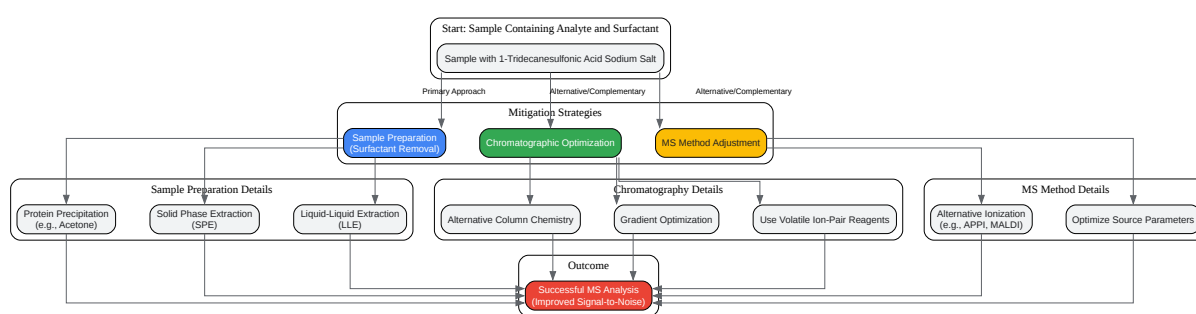 Start: Sample Containing Analyte and Surfactant
Sample with 1-Tridecanesulfonic Acid Sodium Salt
Primary Approach
Alternative/Complementary
Alternative/Complementary
Mitigation Strategies
Sample Preparation
(Surfactant Removal)
Chromatographic Optimization
MS Method Adjustment
Sample Preparation Details
Protein Precipitation
(e.g., Acetone)
Solid Phase Extraction
(SPE)
Liquid-Liquid Extraction
(LLE)
Chromatography Details
Alternative Column Chemistry
Gradient Optimization
Use Volatile Ion-Pair Reagents
MS Method Details
Alternative Ionization
(e.g., APPI, MALDI)
Optimize Source Parameters
Outcome
Successful MS Analysis
(Improved Signal-to-Noise)